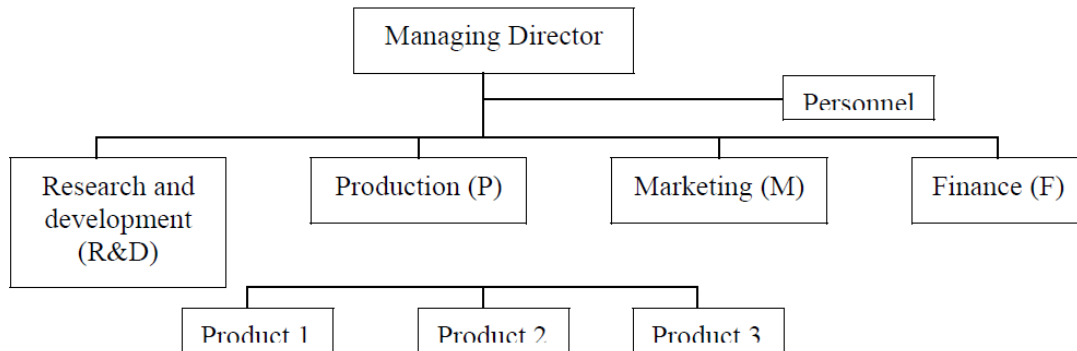 Managing Director
Personnel
Research and
development
(R&D)
Production (P)
Marketing (M)
Finance (F)
Product 1
Product 2
Product 3